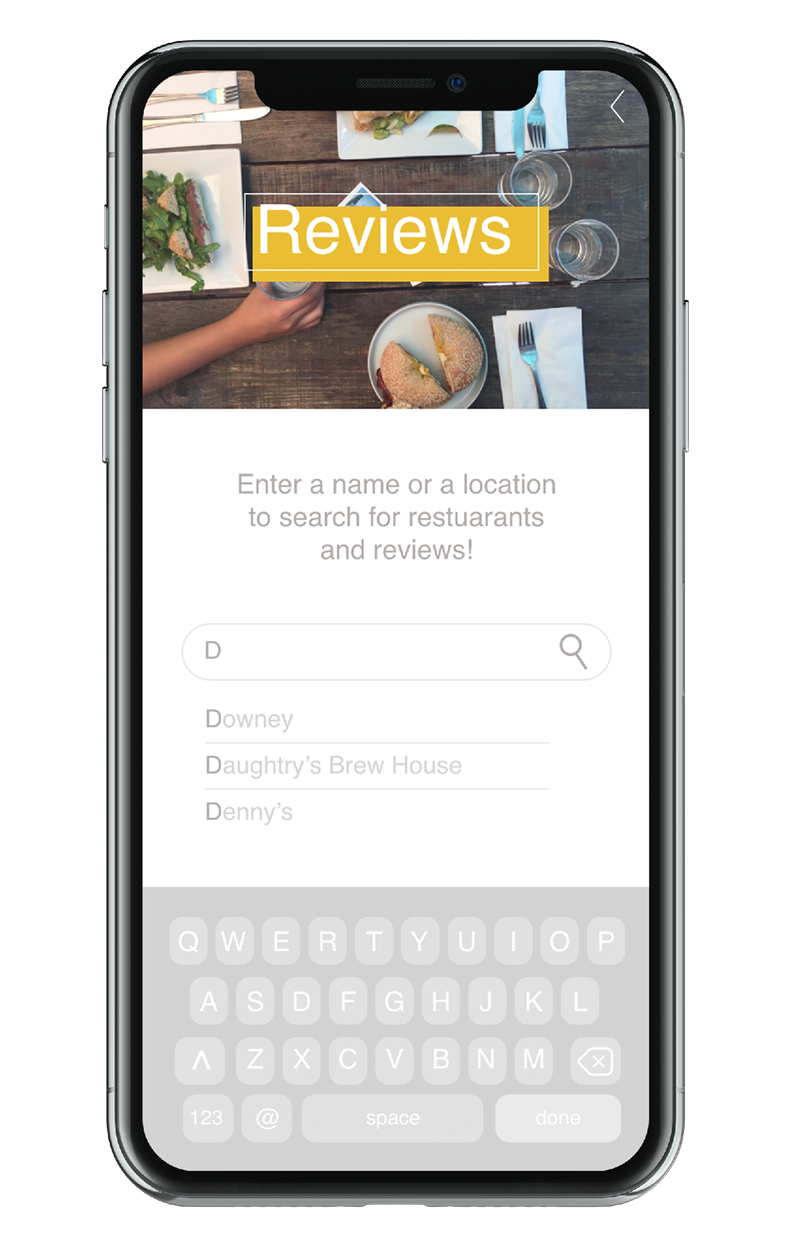 Reviews
Enter a name or a location
to search for restuarants
and reviews!
D
Downey
Daughtry’s Brew House
Denny’s
Q W E R T Y U I O P
A S D F G H J K L
Z X C V B N M
123 @ space done